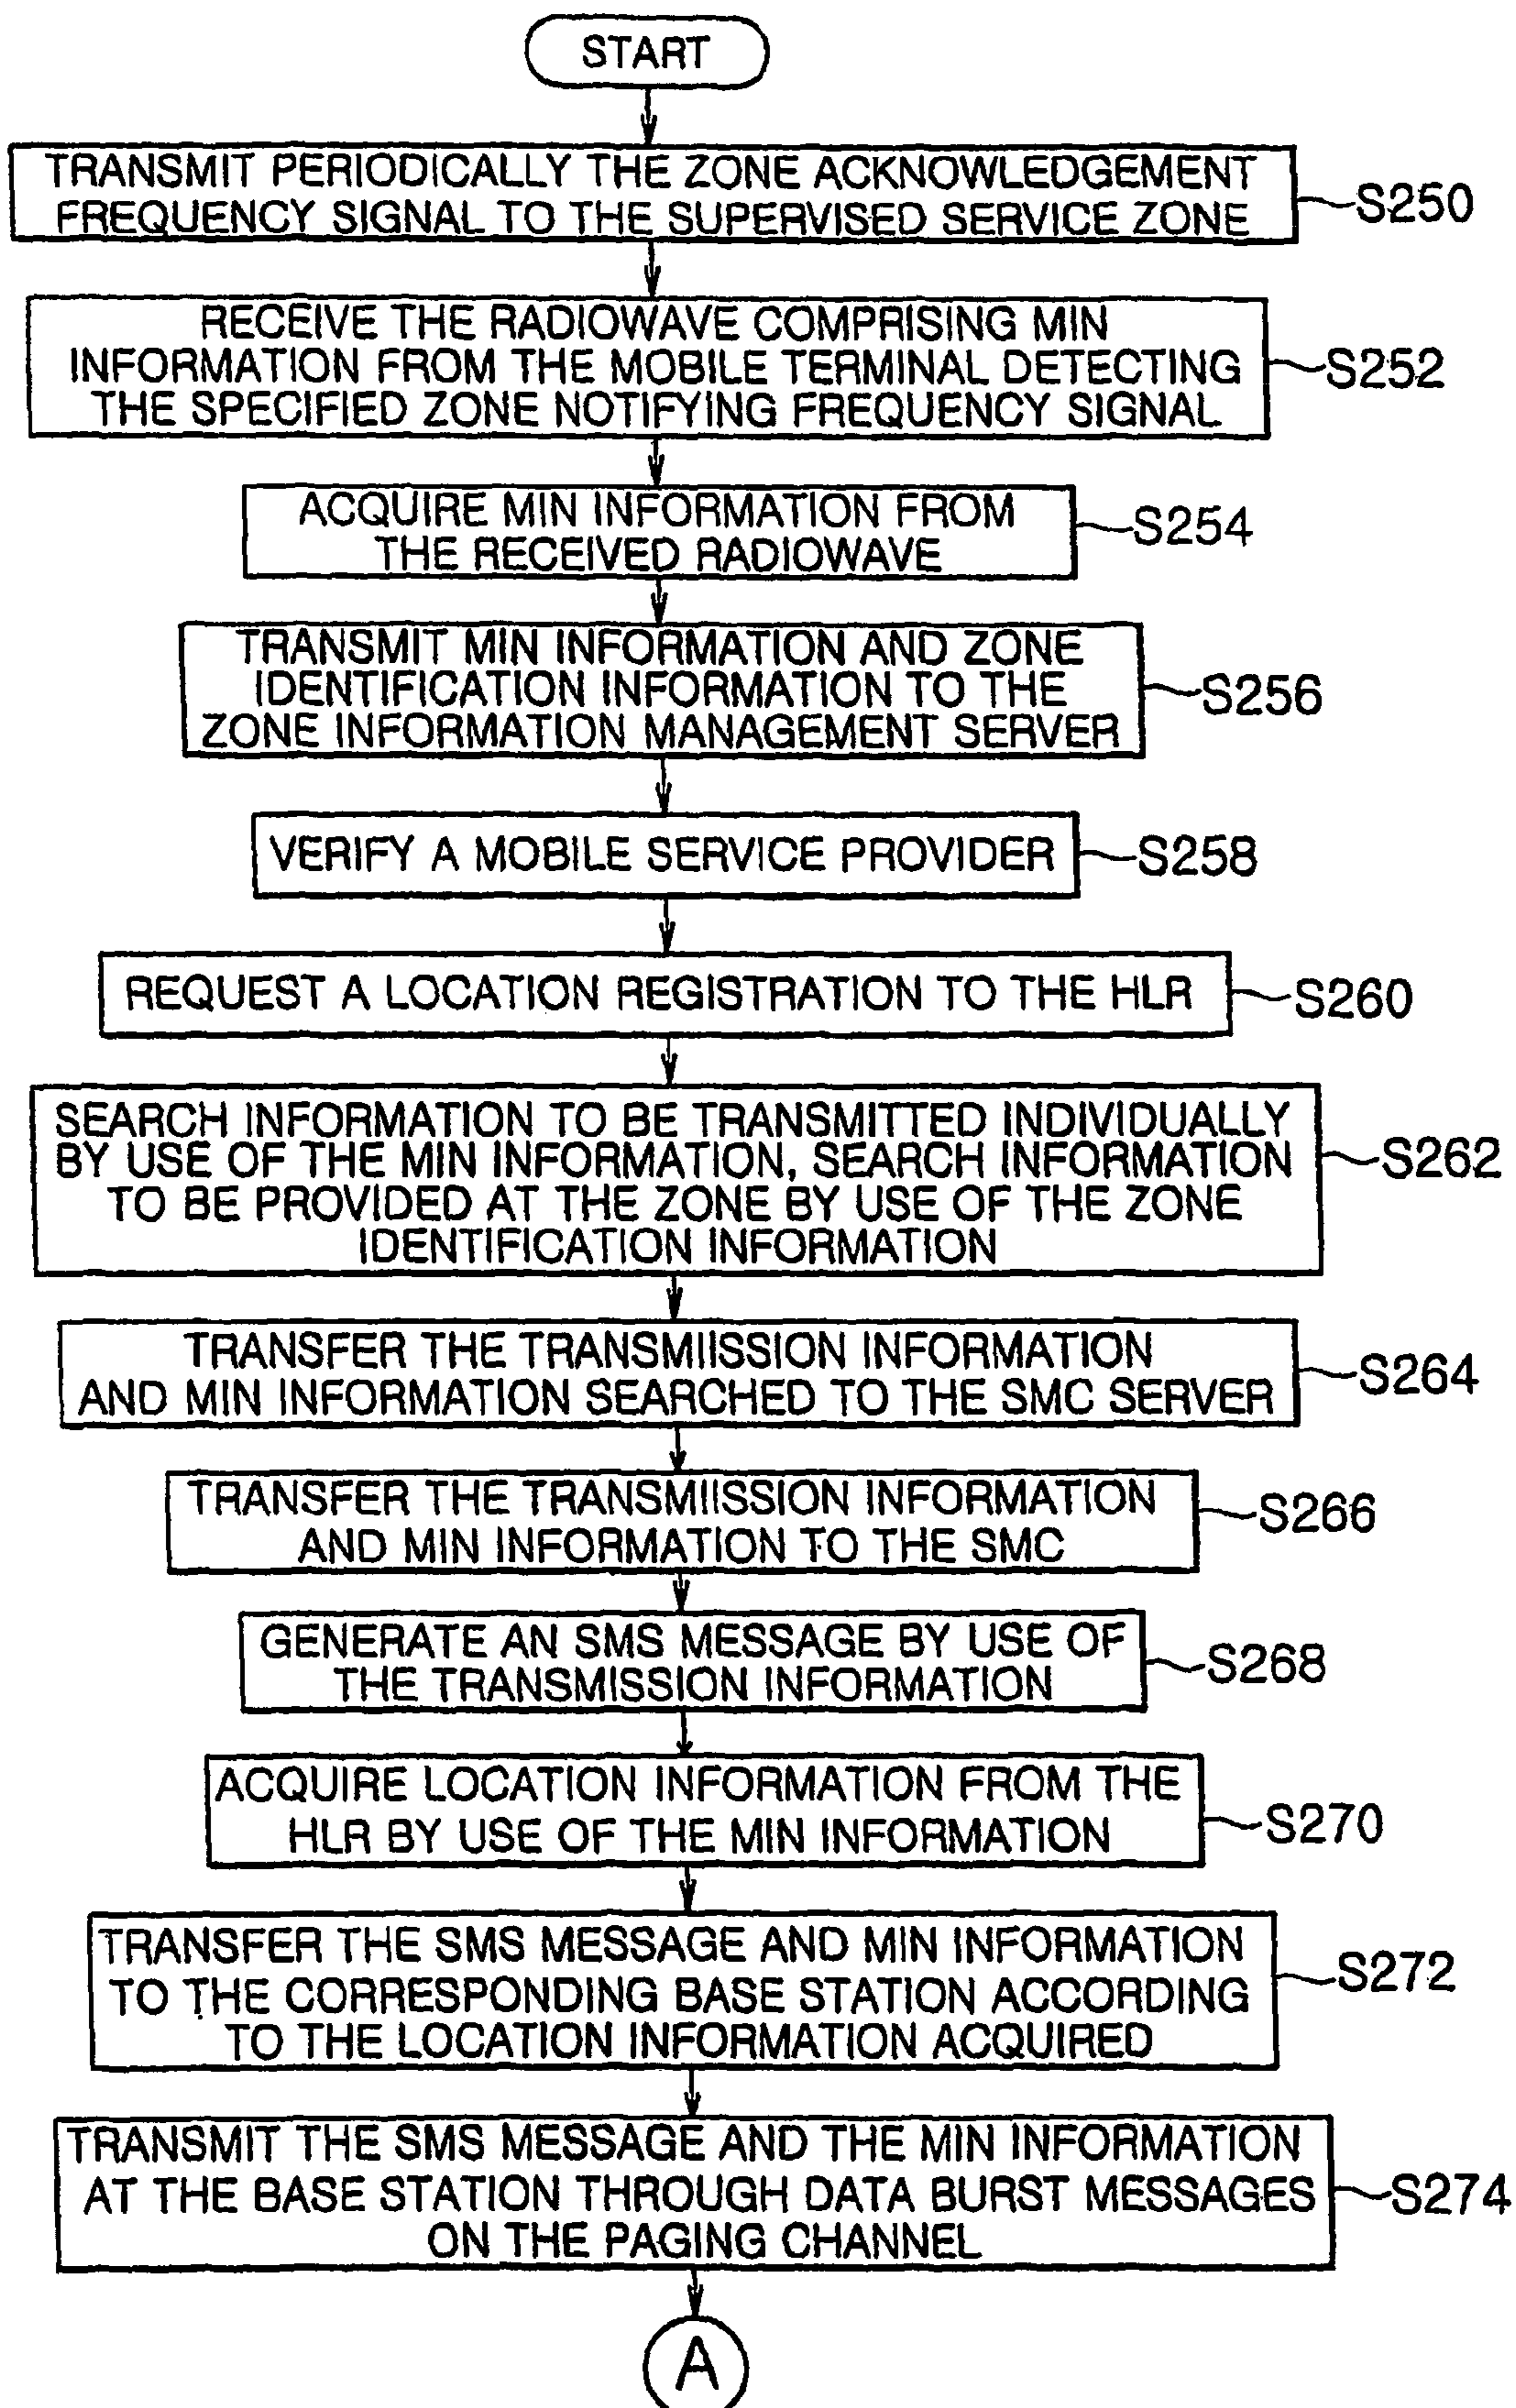 START
TRANSMIT PERIODICALLY THE ZONE ACKNOWLEDGEMENT
FREQUENCY SIGNAL TO THE SUPERVISED SERVICE ZONE
S250
RECEIVE THE RADIOWAVE COMPRISING MIN
INFORMATION FROM THE MOBILE TERMINAL DETECTING
THE SPECIFIED ZONE NOTIFYING FREQUENCY SIGNAL
S252
ACQUIRE MIN INFORMATION FROM
THE RECEIVED RADIOWAVE
S254
TRANSMIT MIN INFORMATION AND ZONE
IDENTIFICATION INFORMATION TO THE
ZONE INFORMATION MANAGEMENT SERVER
S256
VERIFY A MOBILE SERVICE PROVIDER
S258
REQUEST A LOCATION REGISTRATION TO THE HLR
S260
SEARCH INFORMATION TO BE TRANSMITTED INDIVIDUALLY
BY USE OF THE MIN INFORMATION, SEARCH INFORMATION
TO BE PROVIDED AT THE ZONE BY USE OF THE ZONE
IDENTIFICATION INFORMATION
S262
TRANSFER THE TRANSMIISSION INFORMATION
AND MIN INFORMATION SEARCHED TO THE SMC SERVER
S264
TRANSFER THE TRANSMIISSION INFORMATION
AND MIN INFORMATION TO THE SMC
S266
GENERATE AN SMS MESSAGE BY USE OF
THE TRANSMISSION INFORMATION
S268
ACQUIRE LOCATION INFORMATION FROM THE
HLR BY USE OF THE MIN INFORMATION
S270
TRANSFER THE SMS MESSAGE AND MIN INFORMATION
TO THE CORRESPONDING BASE STATION ACCORDING
TO THE LOCATION INFORMATION ACQUIRED
S272
TRANSMIT THE SMS MESSAGE AND THE MIN INFORMATION
AT THE BASE STATION THROUGH DATA BURST MESSAGES
ON THE PAGING CHANNEL
S274
A